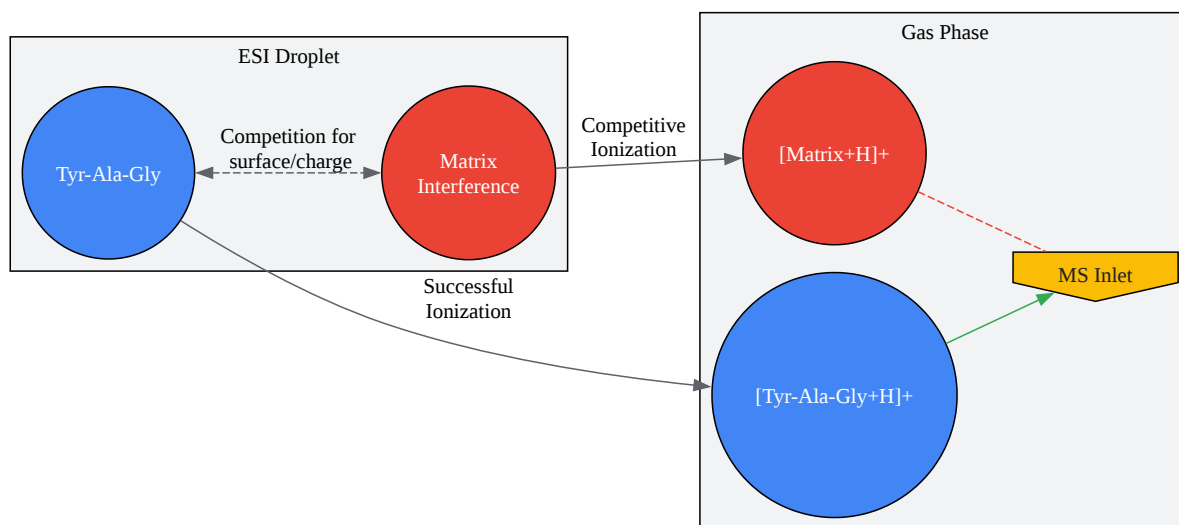 ESI Droplet
Tyr-Ala-Gly
Competition for
surface/charge
Matrix
Interference
Competitive
Ionization
Successful
Ionization
Gas Phase
[Matrix+H]+
MS Inlet
[Tyr-Ala-Gly+H]+